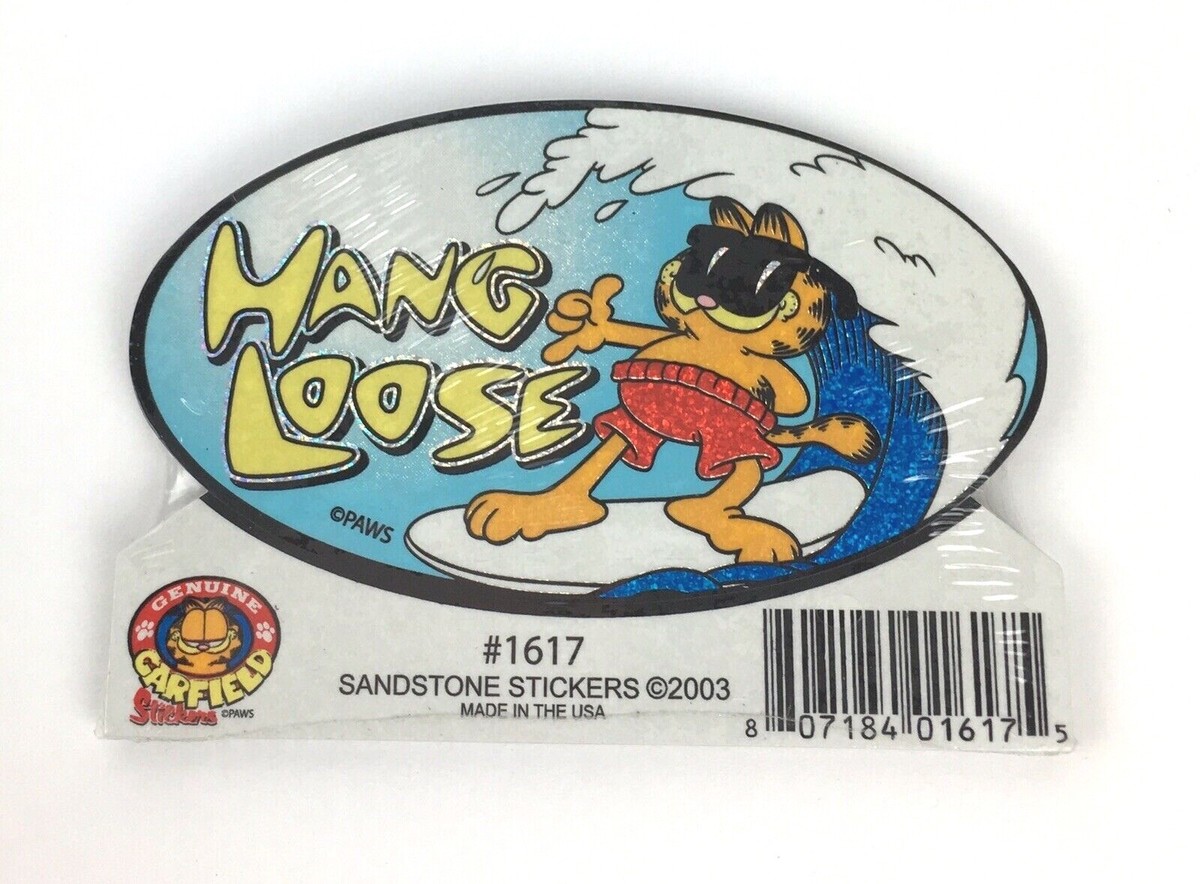 HANG
LOOSE
©PAWS
GENUINE
GARFIELD
Stickers ©PAWS
#1617
SANDSTONE STICKERS ©2003
MADE IN THE USA
8 07184 01617 5